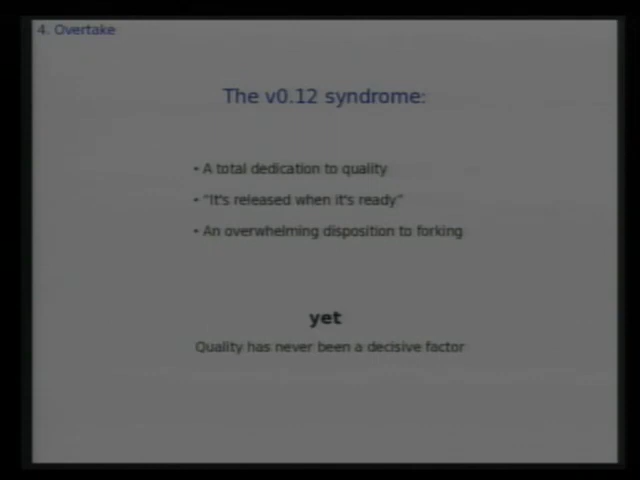 4. Overtake
The v0.12 syndrome:
• A total dedication to quality
• "It's released when it's ready"
• An overwhelming disposition to forking
yet
Quality has never been a decisive factor